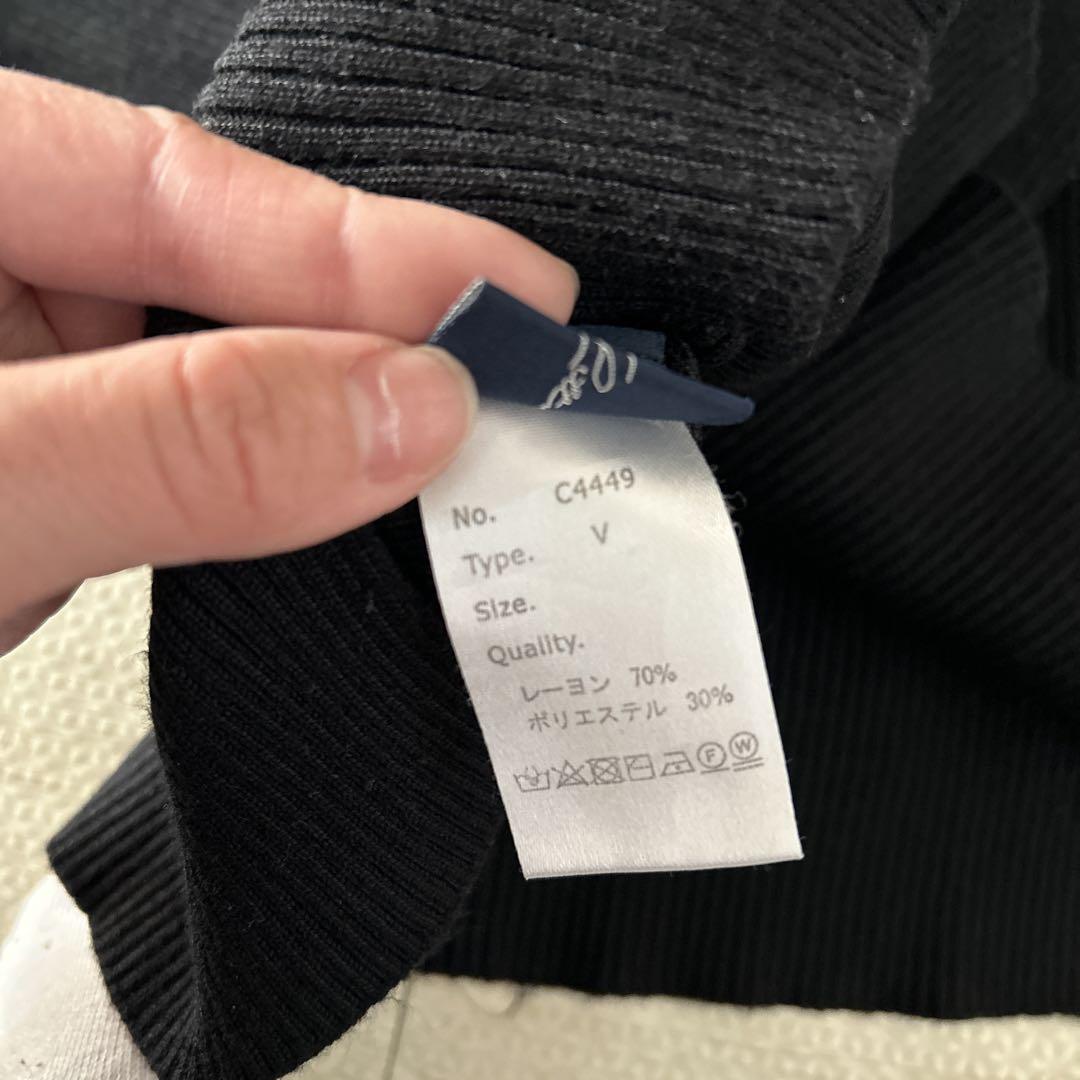 No. C4449
Type. V
Size.
Quality.
レーヨン 70%
ポリエステル 30%
F W